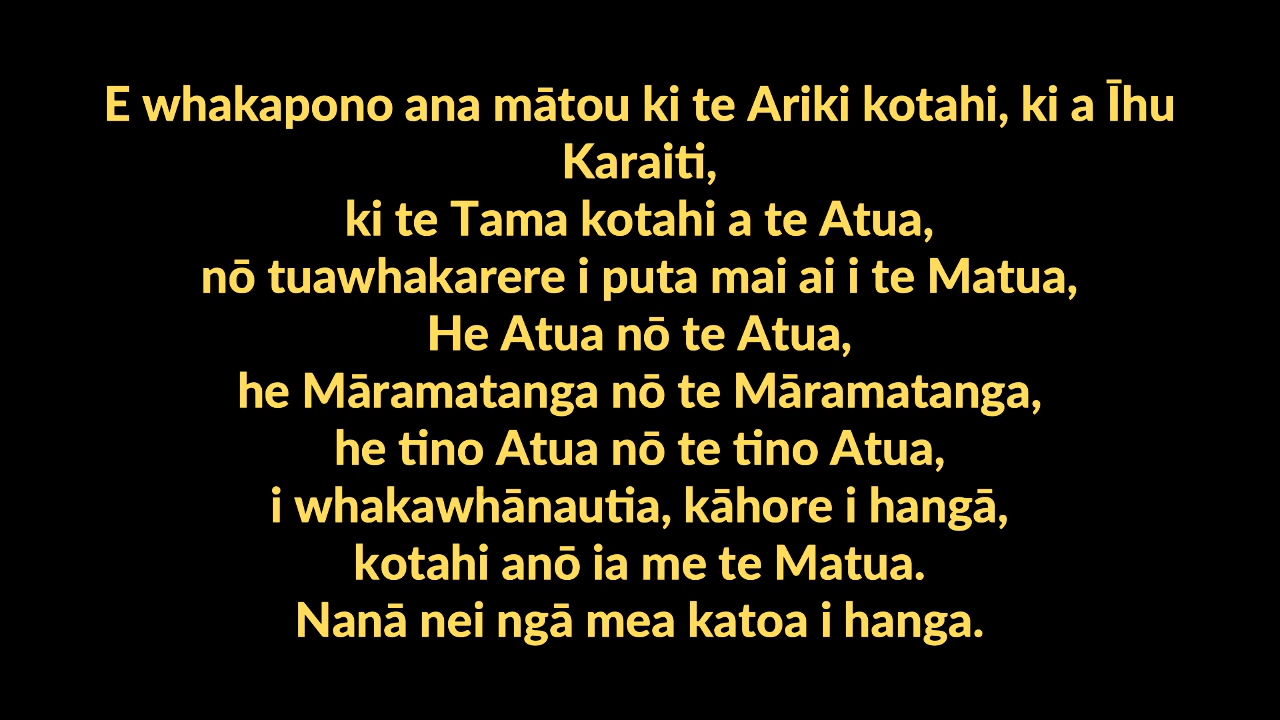 E whakapono ana mātou ki te Ariki kotahi, ki a Īhu
Karaiti,
ki te Tama kotahi a te Atua,
nō tuawhakarere i puta mai ai i te Matua,
He Atua nō te Atua,
he Māramatanga nō te Māramatanga,
he tino Atua nō te tino Atua,
i whakawhānautia, kāhore i hangā,
kotahi anō ia me te Matua.
Nanā nei ngā mea katoa i hanga.